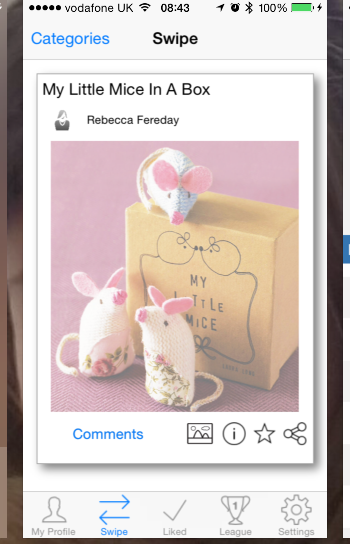 vodafone UK 08:43 100%
Categories Swipe
My Little Mice In A Box
Rebecca Fereday
MY
LITTLE
MICE
Comments
1
My Profile Swipe Liked League Settings